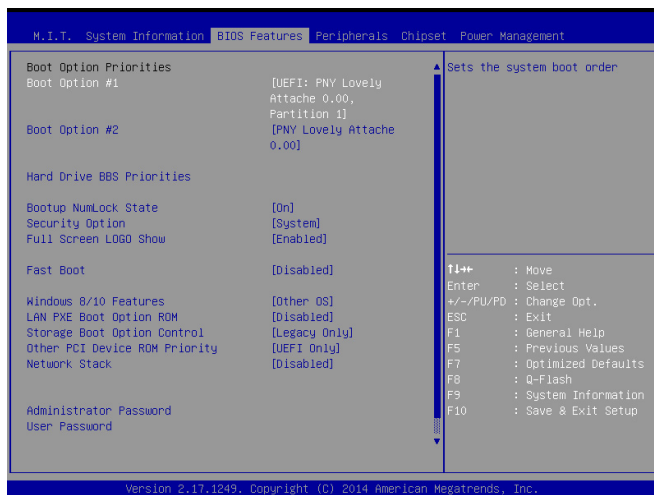 M.I.T. System Information BIOS Features Peripherals Chipset Power Management
Boot Option Priorities
Boot Option #1 [UEFI: PNY Lovely
Attache 0.00,
Partition 1]
Boot Option #2 [PNY Lovely Attache
0.00]
Hard Drive BBS Priorities
Bootup NumLock State [On]
Security Option [System]
Full Screen LOGO Show [Enabled]
Fast Boot [Disabled]
Windows 8/10 Features [Other OS]
LAN PXE Boot Option ROM [Disabled]
Storage Boot Option Control [Legacy Only]
Other PCI Device ROM Priority [UEFI Only]
Network Stack [Disabled]
Administrator Password
User Password
Sets the system boot order
↑↓→← : Move
Enter : Select
+/-/PU/PD : Change Opt.
ESC : Exit
F1 : General Help
F5 : Previous Values
F7 : Optimized Defaults
F8 : Q-Flash
F9 : System Information
F10 : Save & Exit Setup
Version 2.17.1249. Copyright (C) 2014 American Megatrends, Inc.